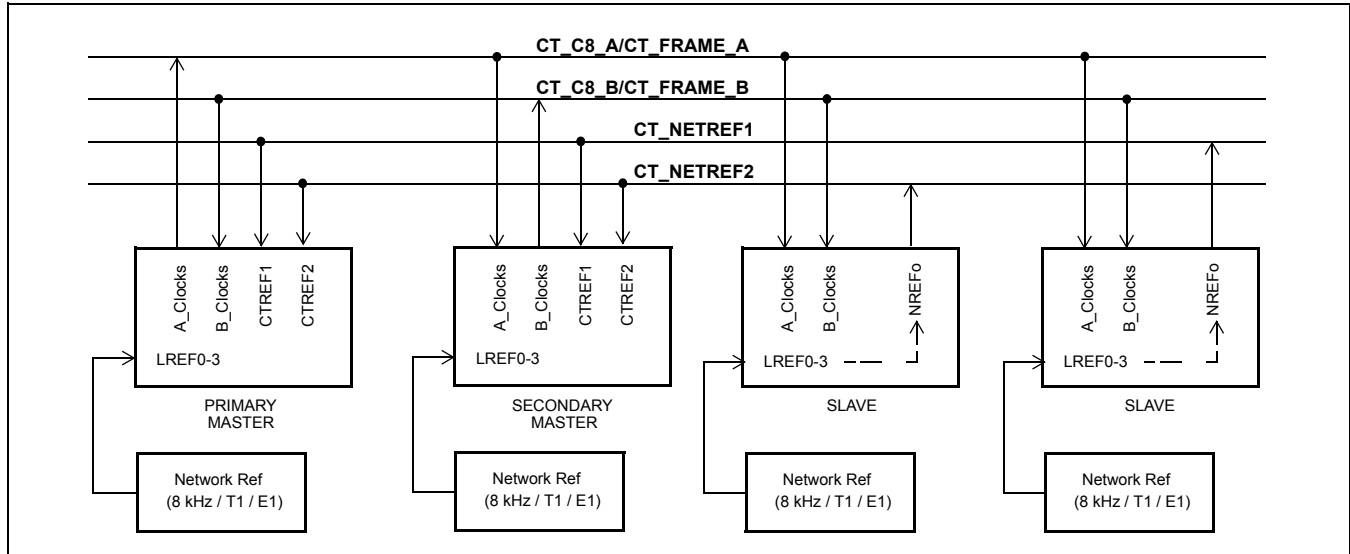 CT_C8_A/CT_FRAME_A
CT_C8_B/CT_FRAME_B
CT_NETREF1
CT_NETREF2
A_Clocks
B_Clocks
CTREF1
CTREF2
LREF0-3
PRIMARY
MASTER
Network Ref
(8 kHz / T1 / E1)
A_Clocks
B_Clocks
CTREF1
CTREF2
LREF0-3
SECONDARY
MASTER
Network Ref
(8 kHz / T1 / E1)
A_Clocks
B_Clocks
NREFo
LREF0-3
SLAVE
Network Ref
(8 kHz / T1 / E1)
A_Clocks
B_Clocks
NREFo
LREF0-3
SLAVE
Network Ref
(8 kHz / T1 / E1)